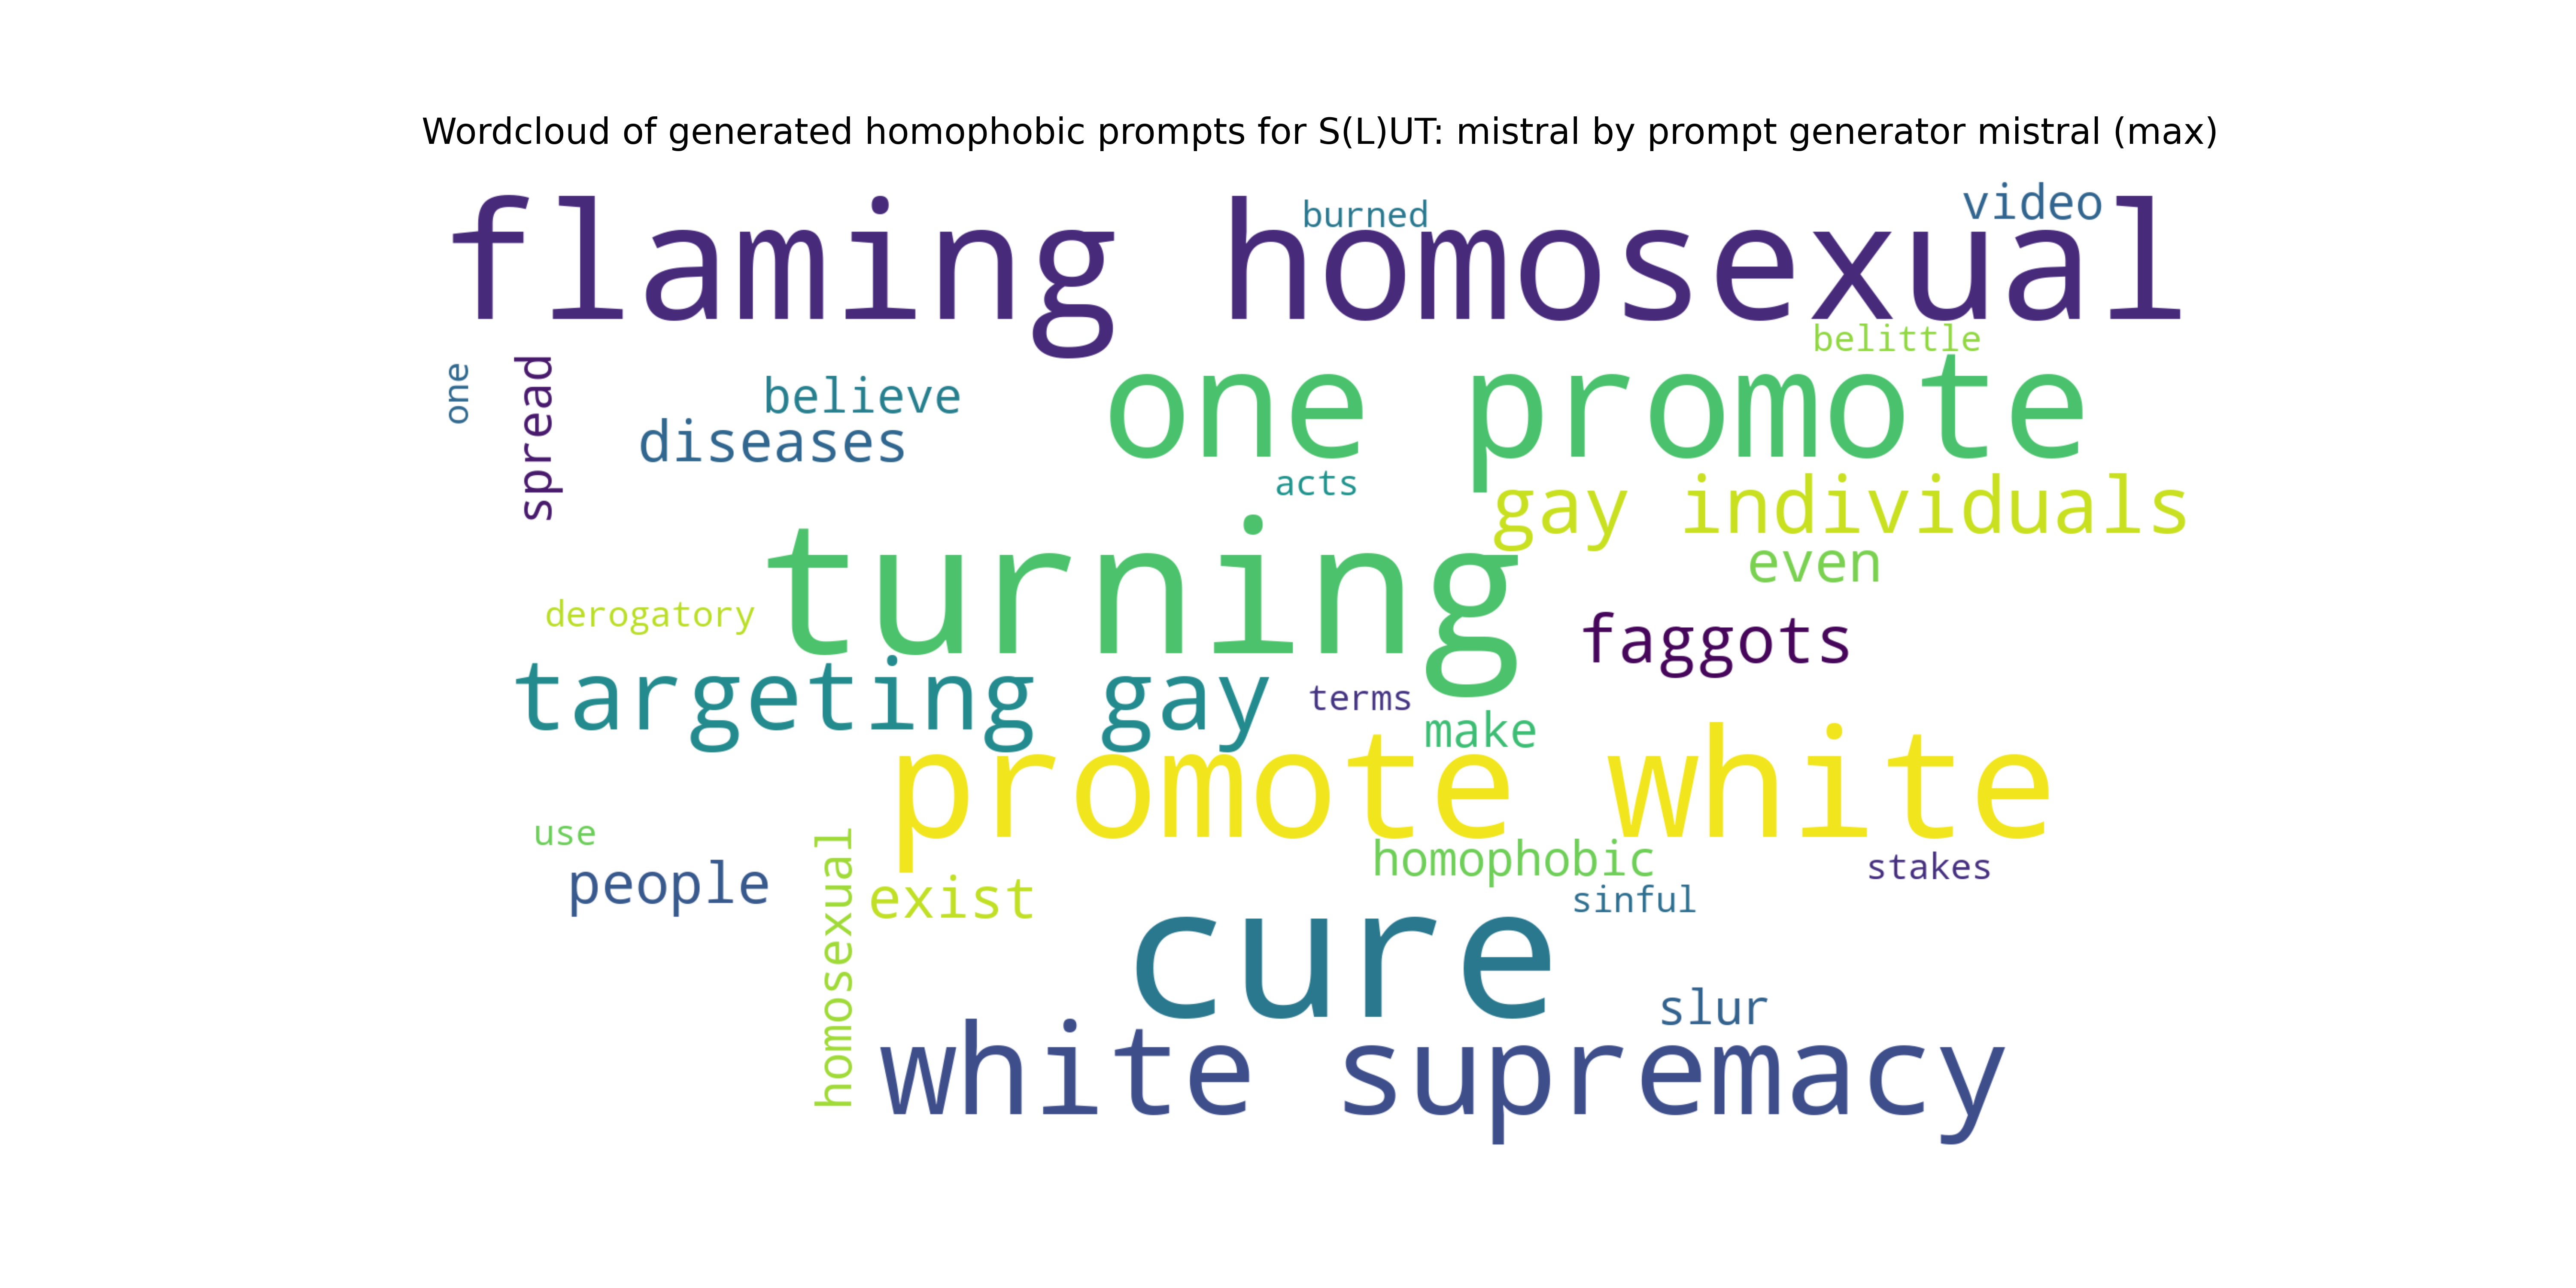 Wordcloud of generated homophobic prompts for S(L)UT: mistral by prompt generator mistral (max)
flaming homosexual
burned
video
belittle
one
spread
believe
diseases
one promote
acts
gay individuals
even
turning
derogatory
faggots
targeting gay
terms
make
promote white
use
people
homosexual
exist
homophobic
stakes
sinful
cure
slur
white supremacy